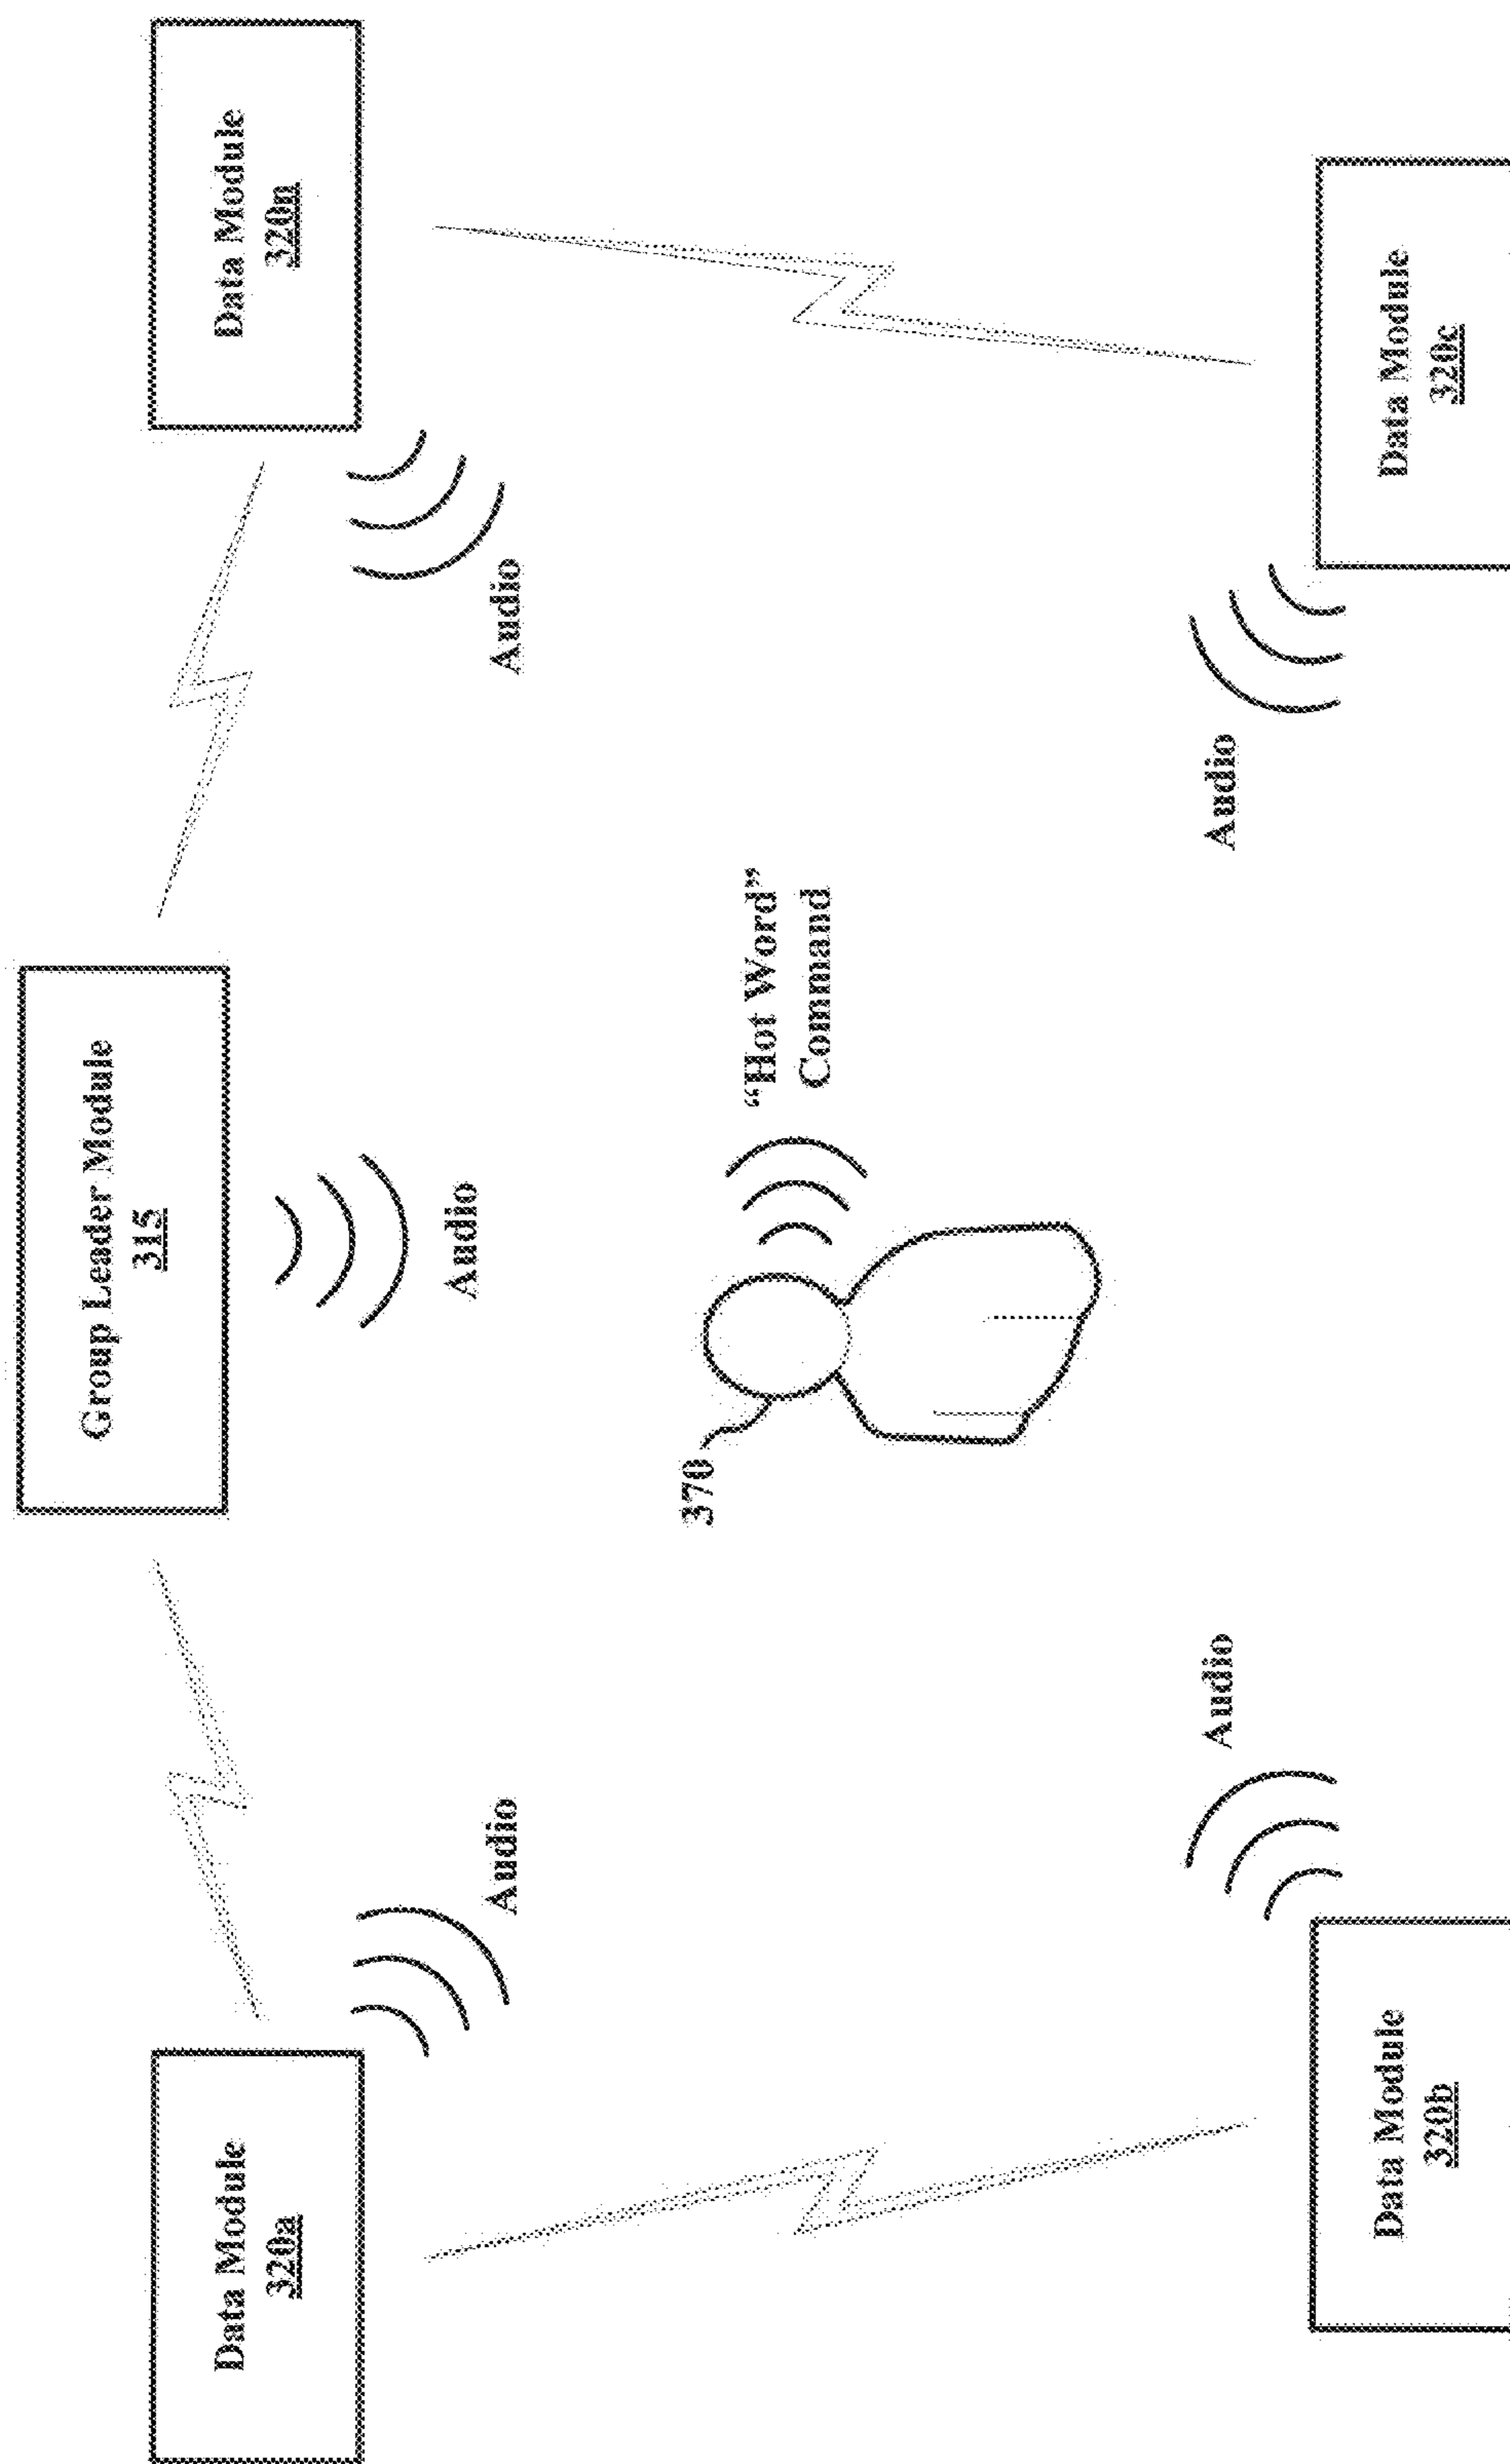 Group Leader Module
315
Data Module
320a
Data Module
320n
Audio
Audio
Audio
370
“Hot Word”
Command
Audio
Audio
Data Module
320b
Data Module
320c